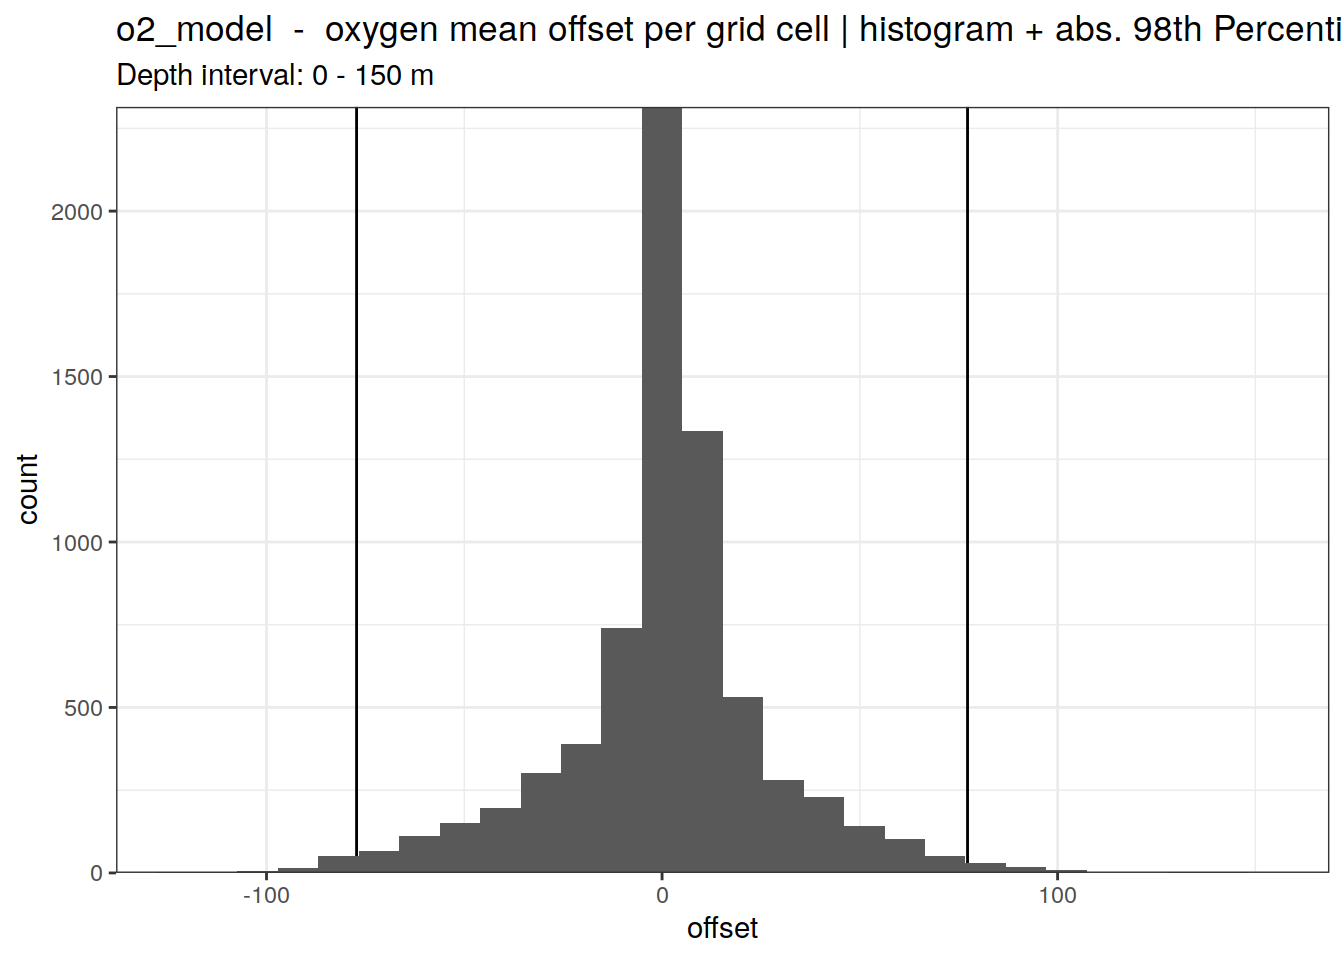 o2_model  -  oxygen mean offset per grid cell | histogram + abs. 98th Percenti
Depth interval: 0 - 150 m
2000
1500
1000
500
0
count
-100
0
100
offset